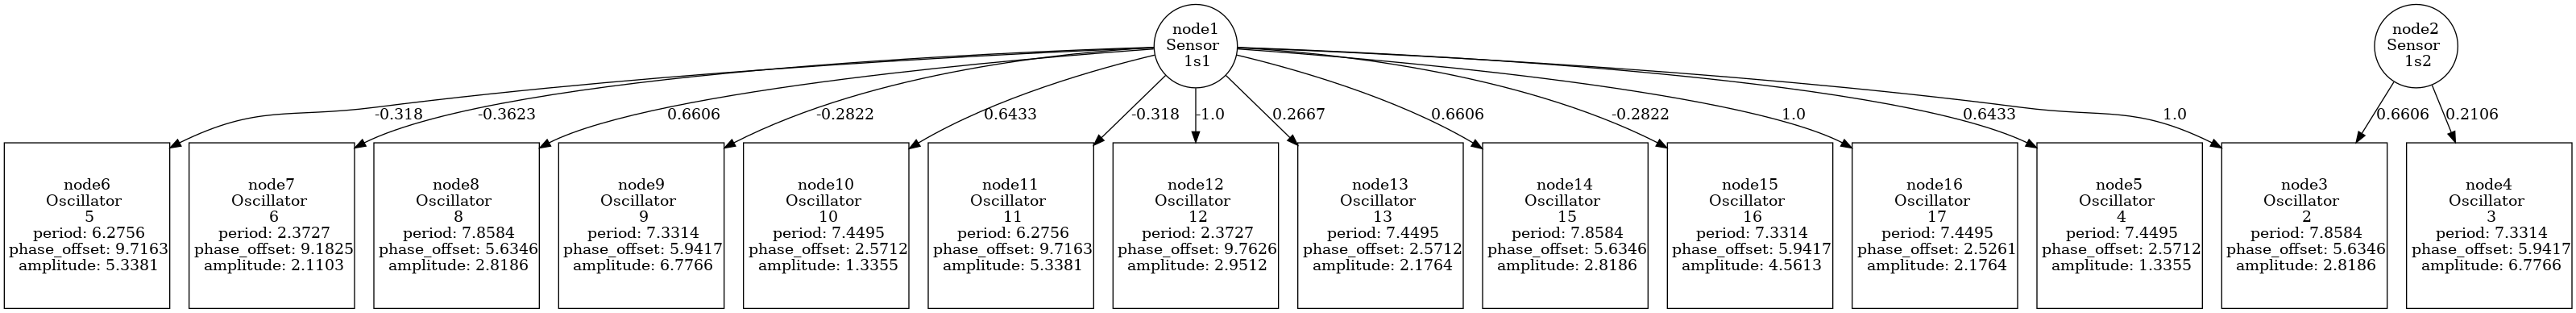 node1
Sensor
1s1
node2
Sensor
1s2
-0.318
-0.3623
0.6606
-0.2822
0.6433
-0.318
-1.0
0.2667
0.6606
-0.2822
1.0
0.6433
1.0
0.6606
0.2106
node6
Oscillator
5
period: 6.2756
phase_offset: 9.7163
amplitude: 5.3381
node7
Oscillator
6
period: 2.3727
phase_offset: 9.1825
amplitude: 2.1103
node8
Oscillator
8
period: 7.8584
phase_offset: 5.6346
amplitude: 2.8186
node9
Oscillator
9
period: 7.3314
phase_offset: 5.9417
amplitude: 6.7766
node10
Oscillator
10
period: 7.4495
phase_offset: 2.5712
amplitude: 1.3355
node11
Oscillator
11
period: 6.2756
phase_offset: 9.7163
amplitude: 5.3381
node12
Oscillator
12
period: 2.3727
phase_offset: 9.7626
amplitude: 2.9512
node13
Oscillator
13
period: 7.4495
phase_offset: 2.5712
amplitude: 2.1764
node14
Oscillator
15
period: 7.8584
phase_offset: 5.6346
amplitude: 2.8186
node15
Oscillator
16
period: 7.3314
phase_offset: 5.9417
amplitude: 4.5613
node16
Oscillator
17
period: 7.4495
phase_offset: 2.5261
amplitude: 2.1764
node5
Oscillator
4
period: 7.4495
phase_offset: 2.5712
amplitude: 1.3355
node3
Oscillator
2
period: 7.8584
phase_offset: 5.6346
amplitude: 2.8186
node4
Oscillator
3
period: 7.3314
phase_offset: 5.9417
amplitude: 6.7766